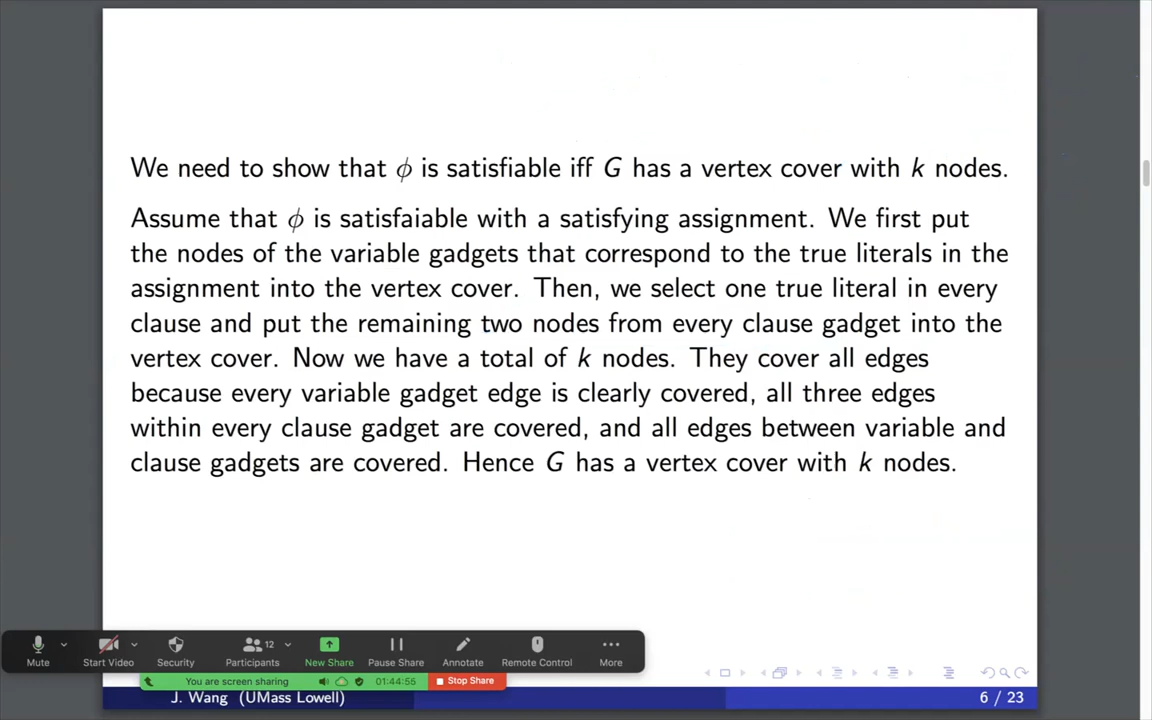 We need to show that ϕ is satisfiable iff G has a vertex cover with k nodes.
Assume that ϕ is satisfaiable with a satisfying assignment. We first put
the nodes of the variable gadgets that correspond to the true literals in the
assignment into the vertex cover. Then, we select one true literal in every
clause and put the remaining two nodes from every clause gadget into the
vertex cover. Now we have a total of k nodes. They cover all edges
because every variable gadget edge is clearly covered, all three edges
within every clause gadget are covered, and all edges between variable and
clause gadgets are covered. Hence G has a vertex cover with k nodes.
12
Mute Start Video Security Participants New Share Pause Share Annotate Remote Control More
You are screen sharing 01:44:55 Stop Share
J. Wang (UMass Lowell) 6 / 23